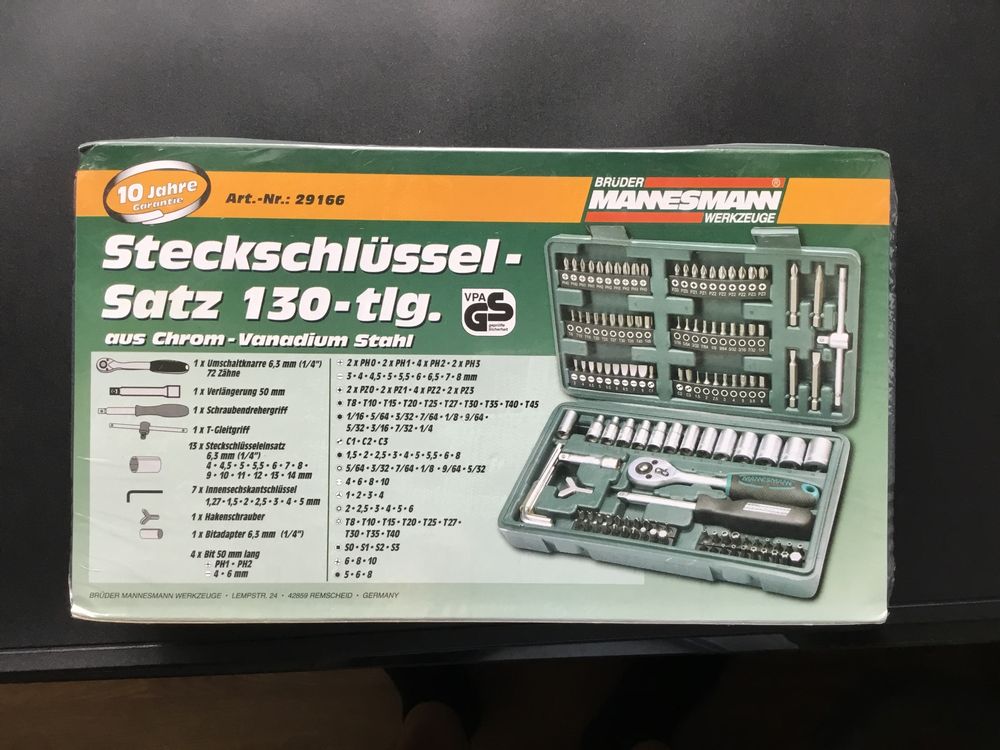 10 Jahre
Garantie
Art.-Nr.: 29166
BRÜDER
MANNESMANN®
WERKZEUGE
Steckschlüssel-
Satz 130-tlg.
aus Chrom-Vanadium Stahl
VPA
GS
geprüfte
Sicherheit
1 x Umschaltknarre 6,3 mm (1/4")
72 Zähne
1 x Verlängerung 50 mm
1 x Schraubendrehergriff
1 x T-Gleitgriff
13 x Steckschlüsseleinsatz
6,3 mm (1/4")
4 • 4,5 • 5 • 5,5 • 6 • 7 • 8 •
9 • 10 • 11 • 12 • 13 • 14 mm
7 x Innensechskantschlüssel
1,27 • 1,5 • 2 • 2,5 • 3 • 4 • 5 mm
1 x Hakenschrauber
1 x Bitadapter 6,3 mm (1/4")
4 x Bit 50 mm lang
PH1 • PH2
4 • 6 mm
2 x PH0 • 2 x PH1 • 4 x PH2 • 2 x PH3
3 • 4 • 4,5 • 5 • 5,5 • 6 • 6,5 • 7 • 8 mm
2 x PZ0 • 2 x PZ1 • 4 x PZ2 • 2 x PZ3
T8 • T10 • T15 • T20 • T25 • T27 • T30 • T35 • T40 • T45
1/16 • 5/64 • 3/32 • 7/64 • 1/8 • 9/64 •
5/32 • 3/16 • 7/32 • 1/4
C1 • C2 • C3
1,5 • 2 • 2,5 • 3 • 4 • 5 • 5,5 • 6 • 8
5/64 • 3/32 • 7/64 • 1/8 • 9/64 • 5/32
4 • 6 • 8 • 10
1 • 2 • 3 • 4
2 • 2,5 • 3 • 4 • 5 • 6
T8 • T10 • T15 • T20 • T25 • T27 •
T30 • T35 • T40
S0 • S1 • S2 • S3
6 • 8 • 10
5 • 6 • 8
MANNESMANN
BRÜDER MANNESMANN WERKZEUGE • LEMPSTR. 24 • 42859 REMSCHEID • GERMANY